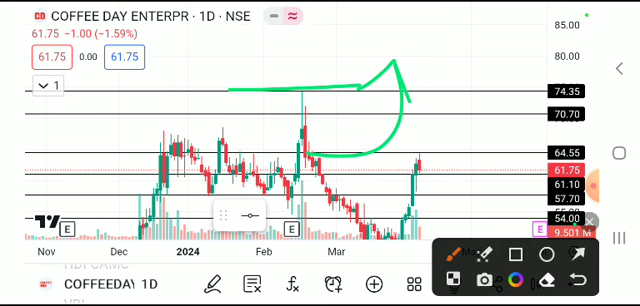 COFFEE DAY ENTERPR · 1D · NSE
61.75 −1.00 (−1.59%)
61.75 0.00 61.75
1
85.00
80.00
74.35
70.70
64.55
61.75
61.10
57.70
54.00
9.501 M
E E E
Nov Dec 2024 Feb Mar
COFFEEDAY 1D